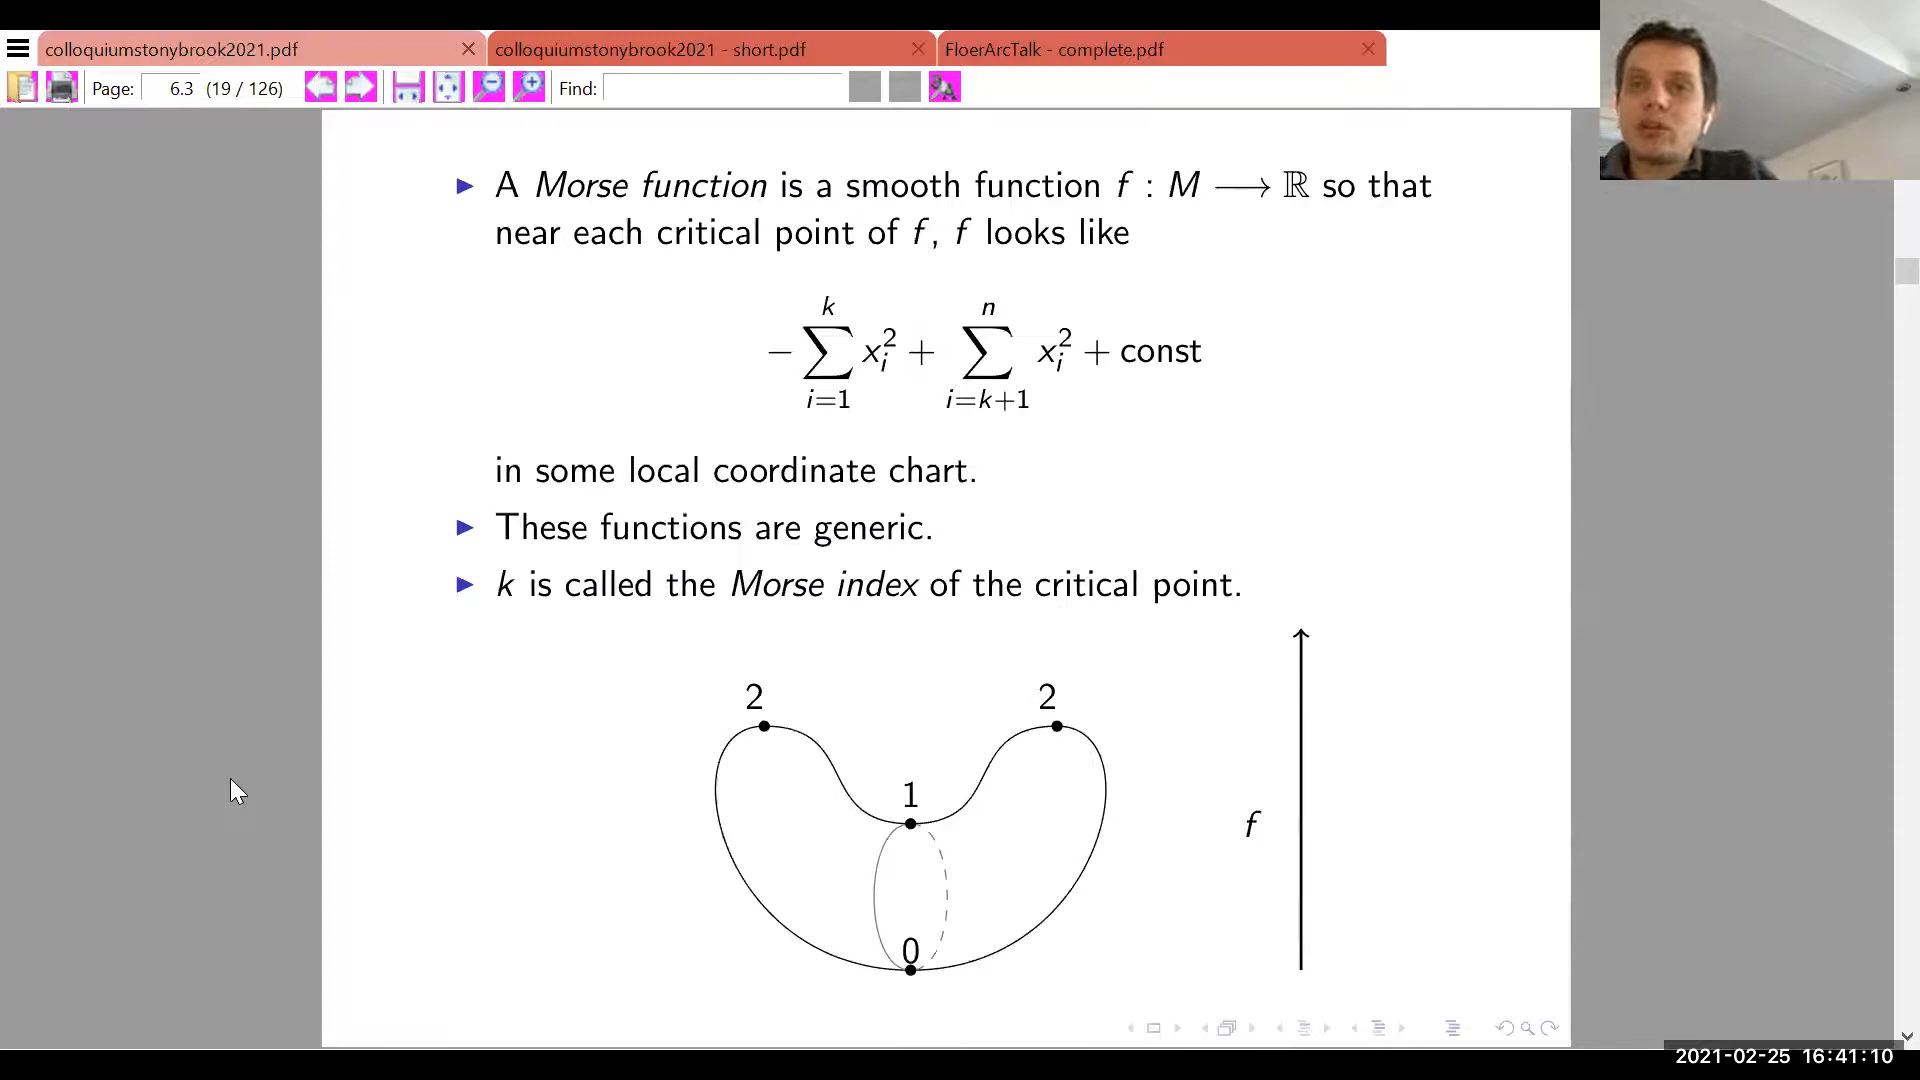 colloquiumstonybrook2021.pdf
colloquiumstonybrook2021 - short.pdf
FloerArcTalk - complete.pdf
Page: 6.3 (19 / 126) Find:
A Morse function is a smooth function f : M ⟶ ℝ so that
near each critical point of f, f looks like
−∑_{i=1}^{k} x_i^2 + ∑_{i=k+1}^{n} x_i^2 + const
in some local coordinate chart.
These functions are generic.
k is called the Morse index of the critical point.
2 2
1
f
0
2021-02-25 16:41:10